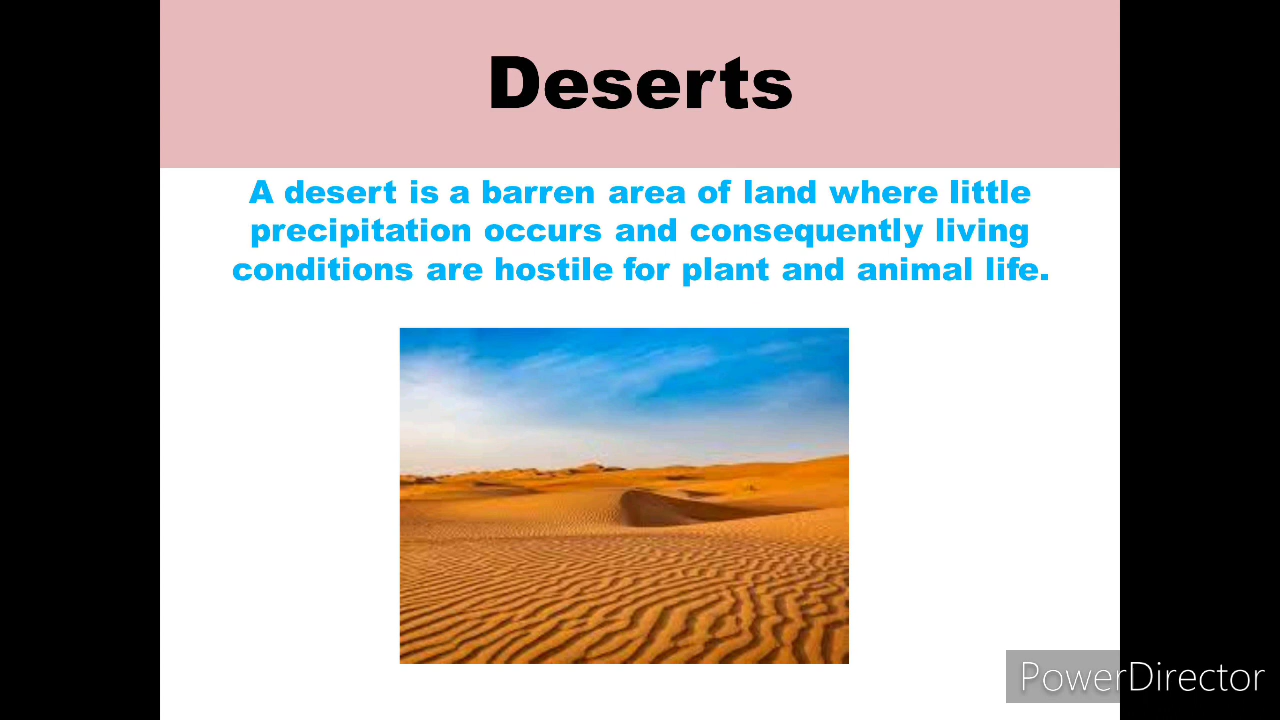 Deserts
A desert is a barren area of land where little
precipitation occurs and consequently living
conditions are hostile for plant and animal life.
PowerDirector